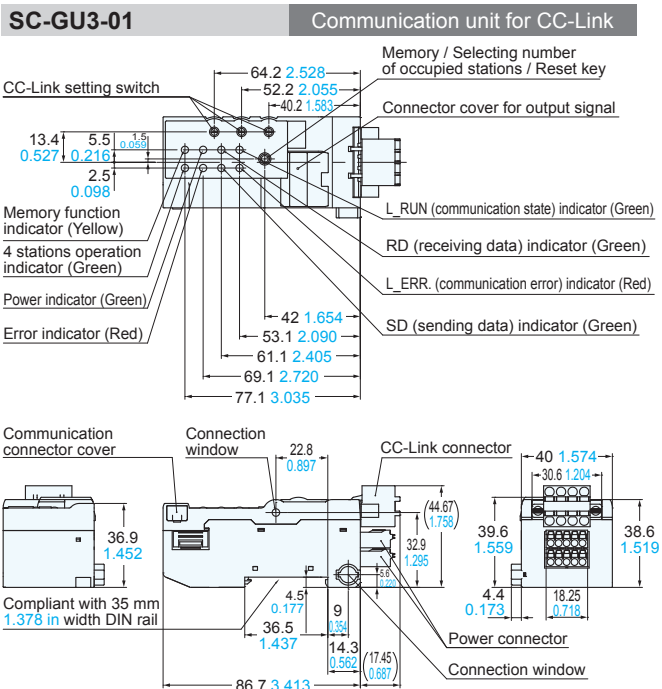 SC-GU3-01 Communication unit for CC-Link
Memory / Selecting number
of occupied stations / Reset key
64.2 2.528
52.2 2.055
40.2 1.583
CC-Link setting switch
Connector cover for output signal
13.4
0.527
5.5
0.216
1.5
0.059
2.5
0.098
L_RUN (communication state) indicator (Green)
Memory function
indicator (Yellow)
RD (receiving data) indicator (Green)
4 stations operation
indicator (Green)
L_ERR. (communication error) indicator (Red)
Power indicator (Green)
SD (sending data) indicator (Green)
Error indicator (Red)
42 1.654
53.1 2.090
61.1 2.405
69.1 2.720
77.1 3.035
Communication
connector cover
Connection
window
22.8
0.897
CC-Link connector
40 1.574
30.6 1.204
(44.67)
(1.758)
36.9
1.452
32.9
1.295
39.6
1.559
38.6
1.519
5.6
0.220
Compliant with 35 mm
1.378 in width DIN rail
4.5
0.177
9
0.354
36.5
1.437
14.3
0.562
(17.45)
(0.687)
4.4
0.173
18.25
0.718
Power connector
Connection window
86.7 3.413